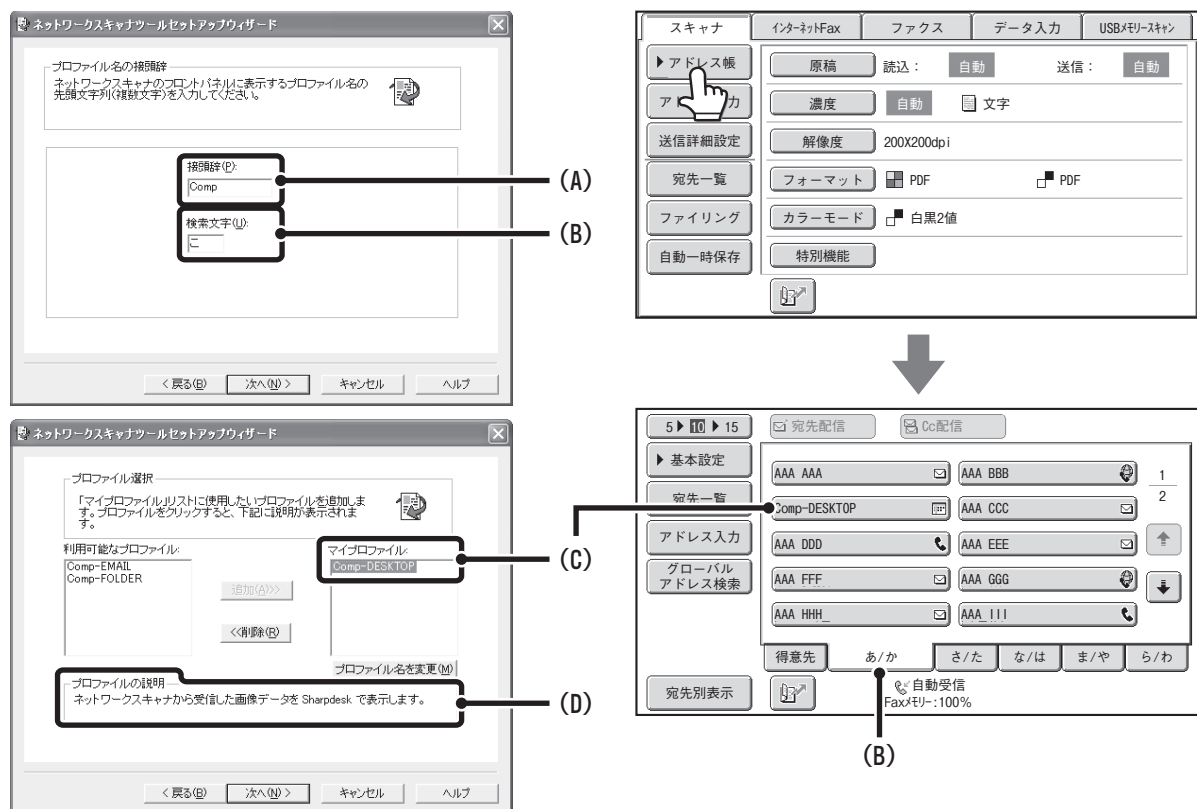 ネットワークスキャナツールセットアップウィザード
プロファイル名の接頭辞
ネットワークスキャナのフロントパネルに表示するプロファイル名の
先頭文字列(複数文字)を入力してください。
接頭辞(P):
Comp
(A)
検索文字(U):
こ
(B)
< 戻る(B)
次へ(N) >
キャンセル
ヘルプ
スキャナ
インターネットFax
ファクス
データ入力
USBメモリースキャン
アドレス帳
原稿
読込:
自動
送信:
自動
濃度
自動
文字
送信詳細設定
解像度
200X200dpi
宛先一覧
フォーマット
PDF
PDF
ファイリング
カラーモード
白黒2値
自動一時保存
特別機能
ネットワークスキャナツールセットアップウィザード
プロファイル選択
「マイプロファイル」リストに使用したいプロファイルを追加しま
す。プロファイルをクリックすると、下記に説明が表示されま
す。
利用可能なプロファイル:
Comp-EMAIL
Comp-FOLDER
追加(A)>>
<<削除(R)
マイプロファイル:
Comp-DESKTOP
(C)
プロファイル名を変更(M)
プロファイルの説明
ネットワークスキャナから受信した画像データを Sharpdesk で表示します。
(D)
< 戻る(B)
次へ(N) >
キャンセル
ヘルプ
5 10 15
宛先配信
Cc配信
基本設定
宛先一覧
アドレス入力
グローバル
アドレス検索
AAA AAA
AAA BBB
Comp-DESKTOP
AAA CCC
AAA DDD
AAA EEE
AAA FFF
AAA GGG
AAA HHH
AAA III
1
2
得意先
あ/か
さ/た
な/は
ま/や
ら/わ
宛先別表示
自動受信
Faxメモリー:100%
(B)